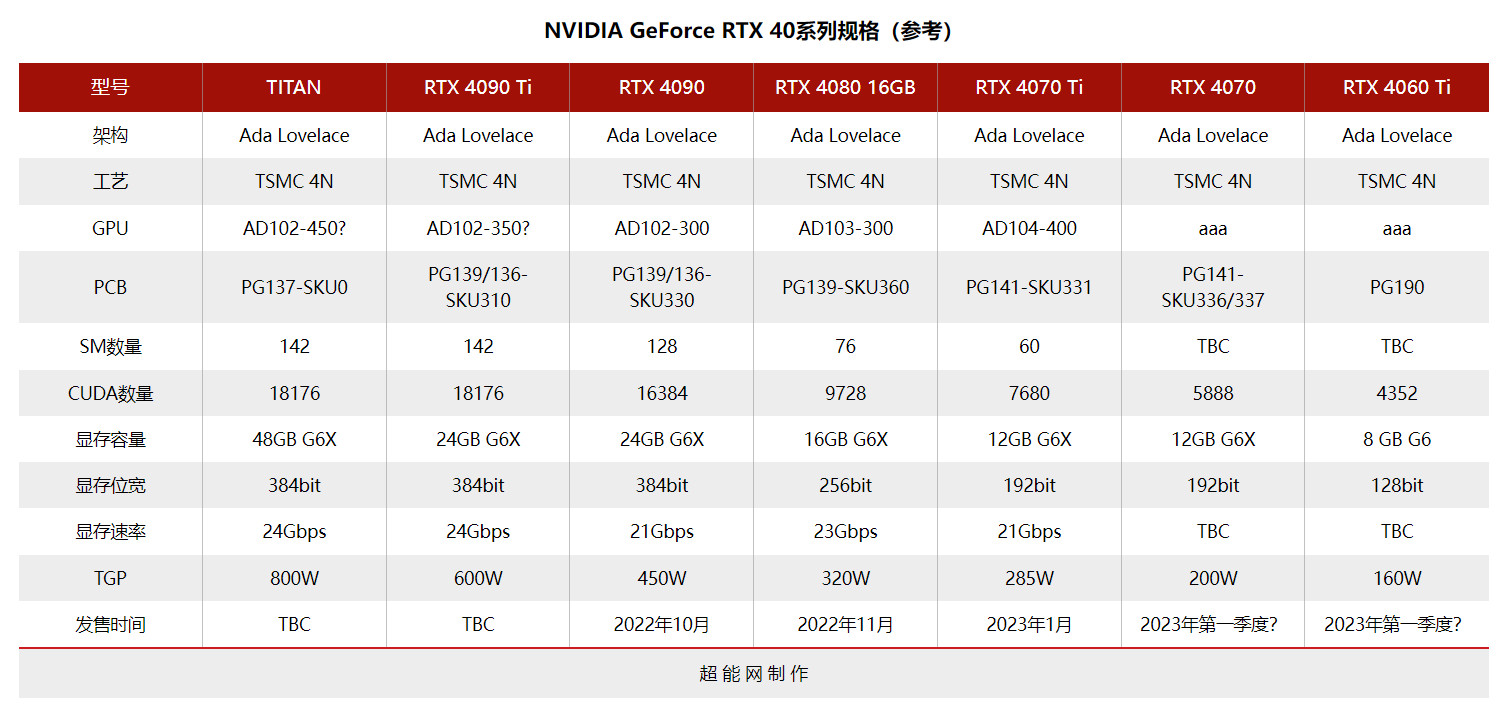 NVIDIA GeForce RTX 40系列规格（参考）
型号 TITAN RTX 4090 Ti RTX 4090 RTX 4080 16GB RTX 4070 Ti RTX 4070 RTX 4060 Ti
架构 Ada Lovelace Ada Lovelace Ada Lovelace Ada Lovelace Ada Lovelace Ada Lovelace Ada Lovelace
工艺 TSMC 4N TSMC 4N TSMC 4N TSMC 4N TSMC 4N TSMC 4N TSMC 4N
GPU AD102-450? AD102-350? AD102-300 AD103-300 AD104-400 aaa aaa
PCB PG137-SKU0 PG139/136-SKU310 PG139/136-SKU330 PG139-SKU360 PG141-SKU331 PG141-SKU336/337 PG190
SM数量 142 142 128 76 60 TBC TBC
CUDA数量 18176 18176 16384 9728 7680 5888 4352
显存容量 48GB G6X 24GB G6X 24GB G6X 16GB G6X 12GB G6X 12GB G6X 8 GB G6
显存位宽 384bit 384bit 384bit 256bit 192bit 192bit 128bit
显存速率 24Gbps 24Gbps 21Gbps 23Gbps 21Gbps TBC TBC
TGP 800W 600W 450W 320W 285W 200W 160W
发售时间 TBC TBC 2022年10月 2022年11月 2023年1月 2023年第一季度? 2023年第一季度?
超能网制作